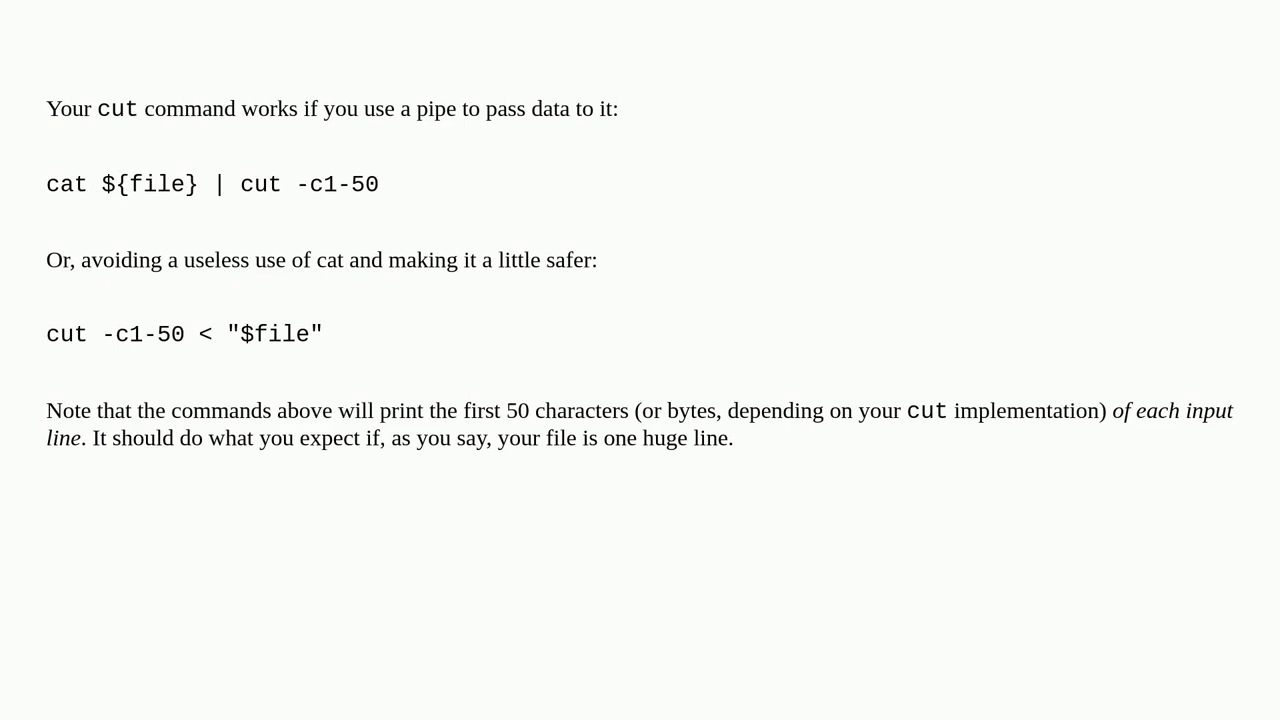 Your cut command works if you use a pipe to pass data to it:
cat ${file} | cut -c1-50
Or, avoiding a useless use of cat and making it a little safer:
cut -c1-50 < "$file"
Note that the commands above will print the first 50 characters (or bytes, depending on your cut implementation) of each input
line. It should do what you expect if, as you say, your file is one huge line.